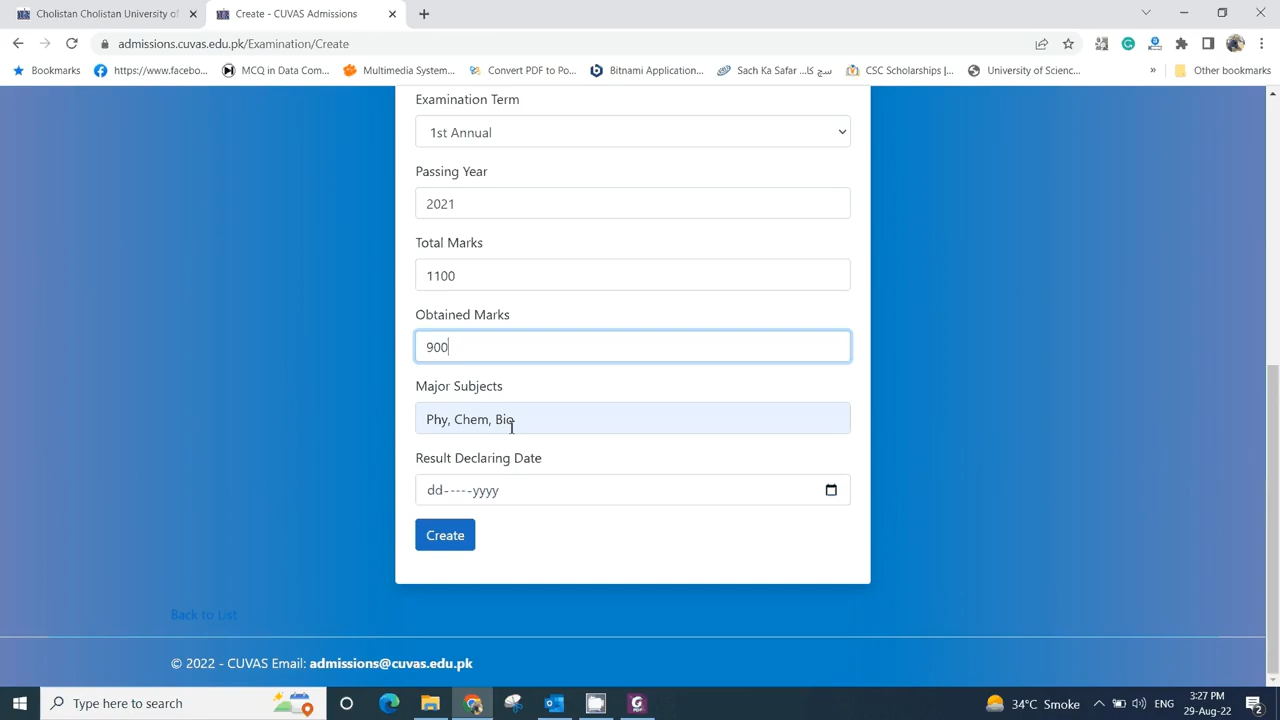 Cholistan Cholistan University of
Create - CUVAS Admissions
admissions.cuvas.edu.pk/Examination/Create
Bookmarks
https://www.facebo...
MCQ in Data Com...
Multimedia System...
Convert PDF to Po...
Bitnami Application...
Sach Ka Safar سچ کا...
CSC Scholarships |...
University of Scienc...
»
Other bookmarks
Examination Term
1st Annual
Passing Year
2021
Total Marks
1100
Obtained Marks
900
Major Subjects
Phy, Chem, Bio
Result Declaring Date
dd-----yyyy
Create
Back to List
© 2022 - CUVAS Email: admissions@cuvas.edu.pk
Type here to search
34°C Smoke
ENG
3:27 PM
29-Aug-22
2